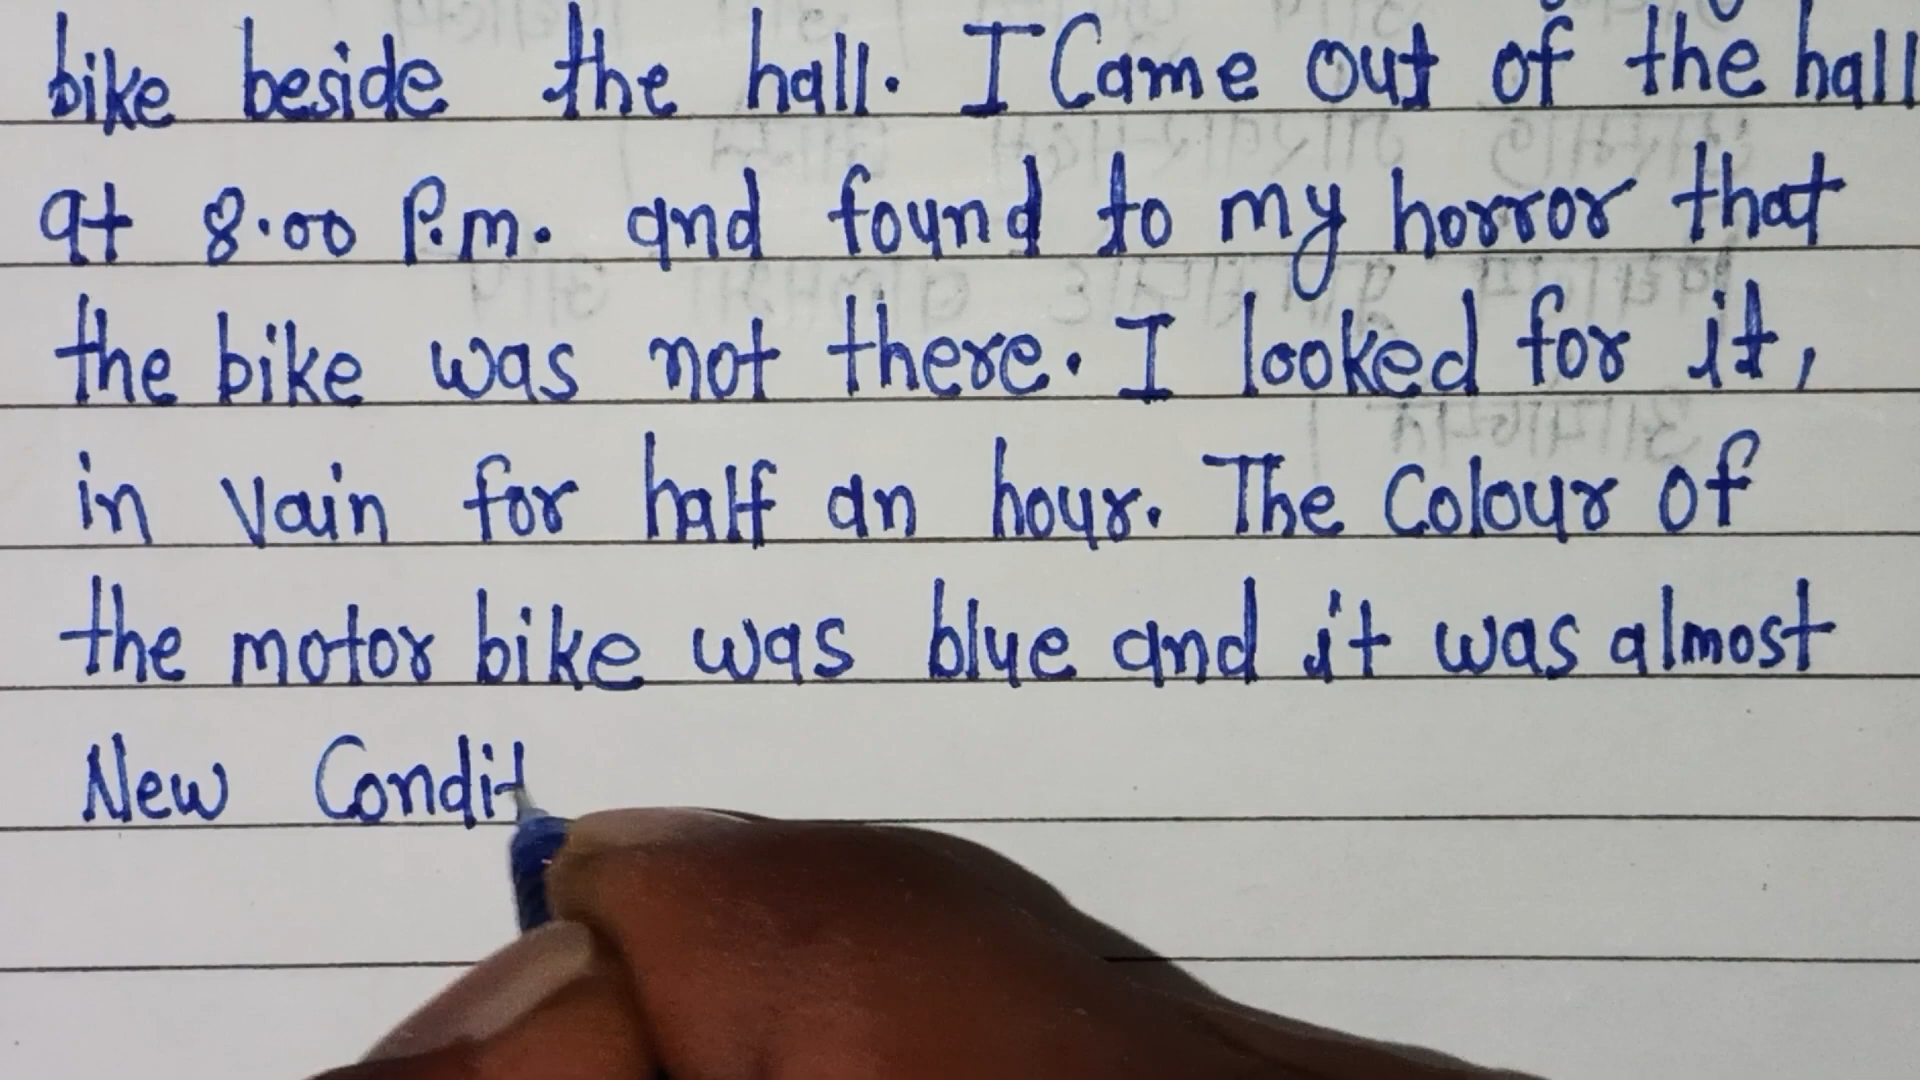 bike beside the hall. I Came out of the hall
at 8.00 P.m. and found to my horror that
the bike was not there. I looked for it,
in Vain for half an hour. The Colour of
the motor bike was blue and it was almost
New Condit